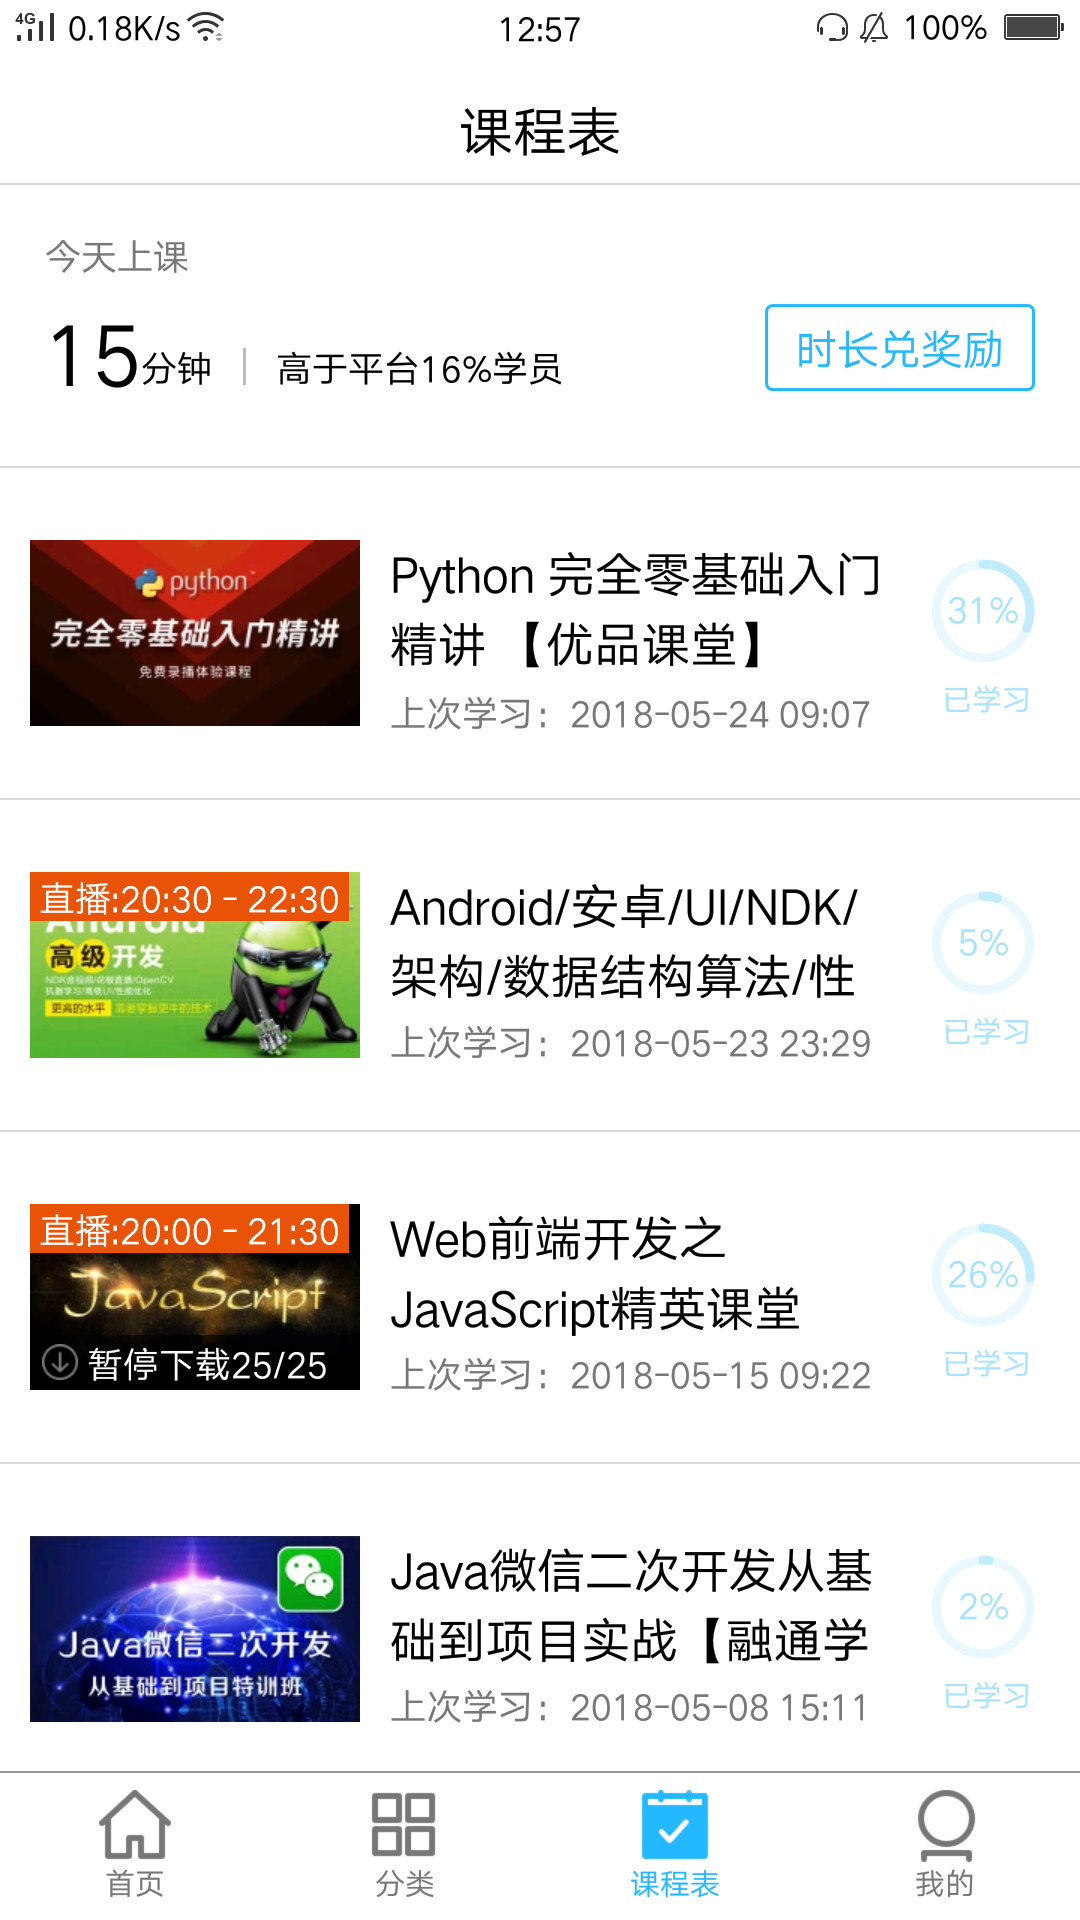 4G 0.18K/s 12:57 100%
课程表
今天上课
15分钟 高于平台16%学员
时长兑奖励
python
完全零基础入门精讲
免费录播体验课程
Python 完全零基础入门
精讲 【优品课堂】
上次学习：2018-05-24 09:07
31%
已学习
直播:20:30 - 22:30
Android
高级开发
更高的水平 需要掌握更牛的技术
Android/安卓/UI/NDK/
架构/数据结构算法/性
上次学习：2018-05-23 23:29
5%
已学习
直播:20:00 - 21:30
JavaScript
暂停下载25/25
Web前端开发之
JavaScript精英课堂
上次学习：2018-05-15 09:22
26%
已学习
Java微信二次开发
从基础到项目特训班
Java微信二次开发从基
础到项目实战【融通学
上次学习：2018-05-08 15:11
2%
已学习
首页 分类 课程表 我的